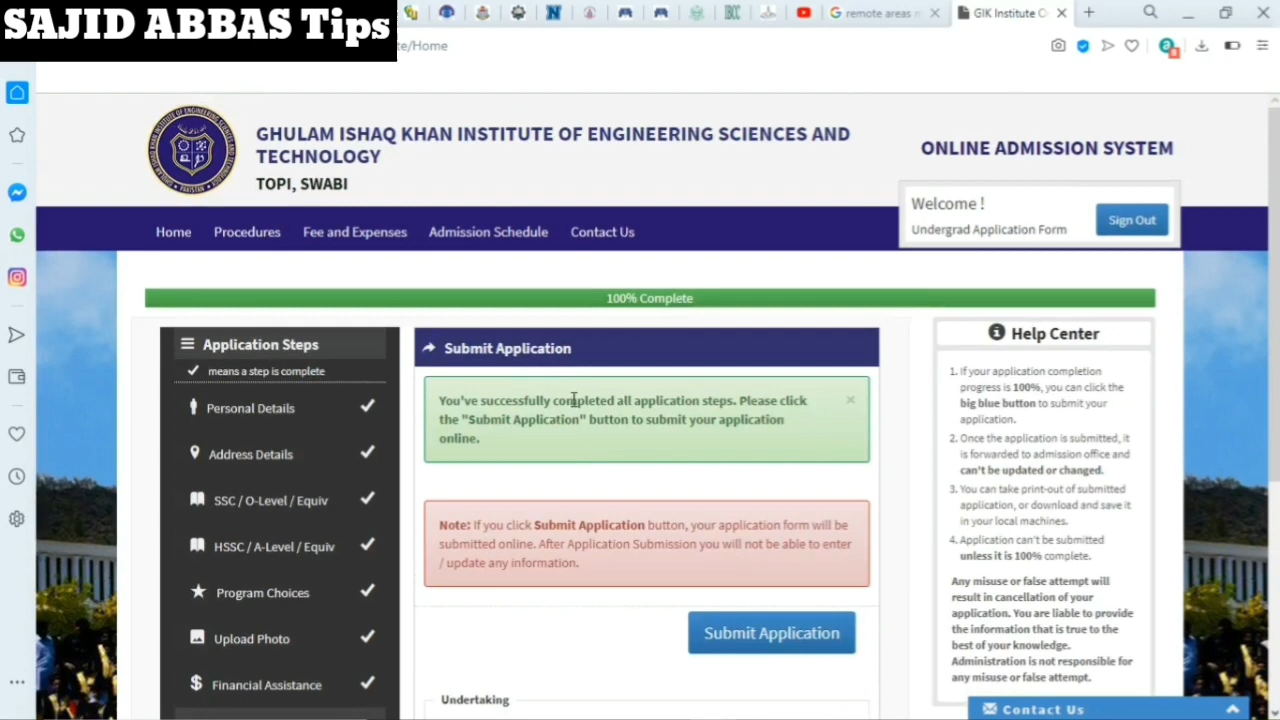 SAJID ABBAS Tips
remote areas
GIK Institute O
te/Home
GHULAM ISHAQ KHAN INSTITUTE OF ENGINEERING SCIENCES AND
TECHNOLOGY
TOPI, SWABI
ONLINE ADMISSION SYSTEM
Welcome !
Undergrad Application Form
Sign Out
Home Procedures Fee and Expenses Admission Schedule Contact Us
100% Complete
Application Steps
means a step is complete
Personal Details
Address Details
SSC / O-Level / Equiv
HSSC / A-Level / Equiv
Program Choices
Upload Photo
Financial Assistance
Submit Application
You've successfully completed all application steps. Please click
the "Submit Application" button to submit your application
online.
×
Note: If you click Submit Application button, your application form will be
submitted online. After Application Submission you will not be able to enter
/ update any information.
Submit Application
Undertaking
Help Center
1. If your application completion
progress is 100%, you can click the
big blue button to submit your
application.
2. Once the application is submitted, it
is forwarded to admission office and
can't be updated or changed.
3. You can take print-out of submitted
application, or download and save it
in your local machines.
4. Application can't be submitted
unless it is 100% complete.
Any misuse or false attempt will
result in cancellation of your
application. You are liable to provide
the information that is true to the
best of your knowledge.
Administration is not responsible for
any misuse or false attempt.
Contact Us